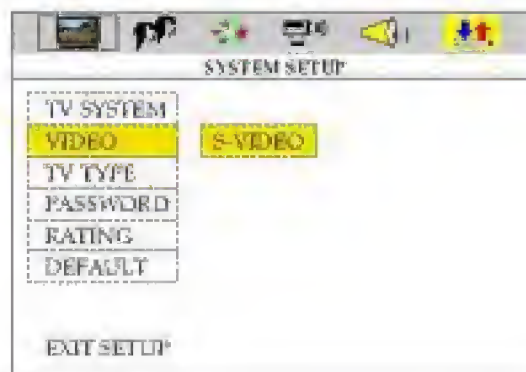 SYSTEM SETUP
TV SYSTEM
VIDEO
S-VIDEO
TV TYPE
PASSWORD
RATING
DEFAULT
EXIT SETUP